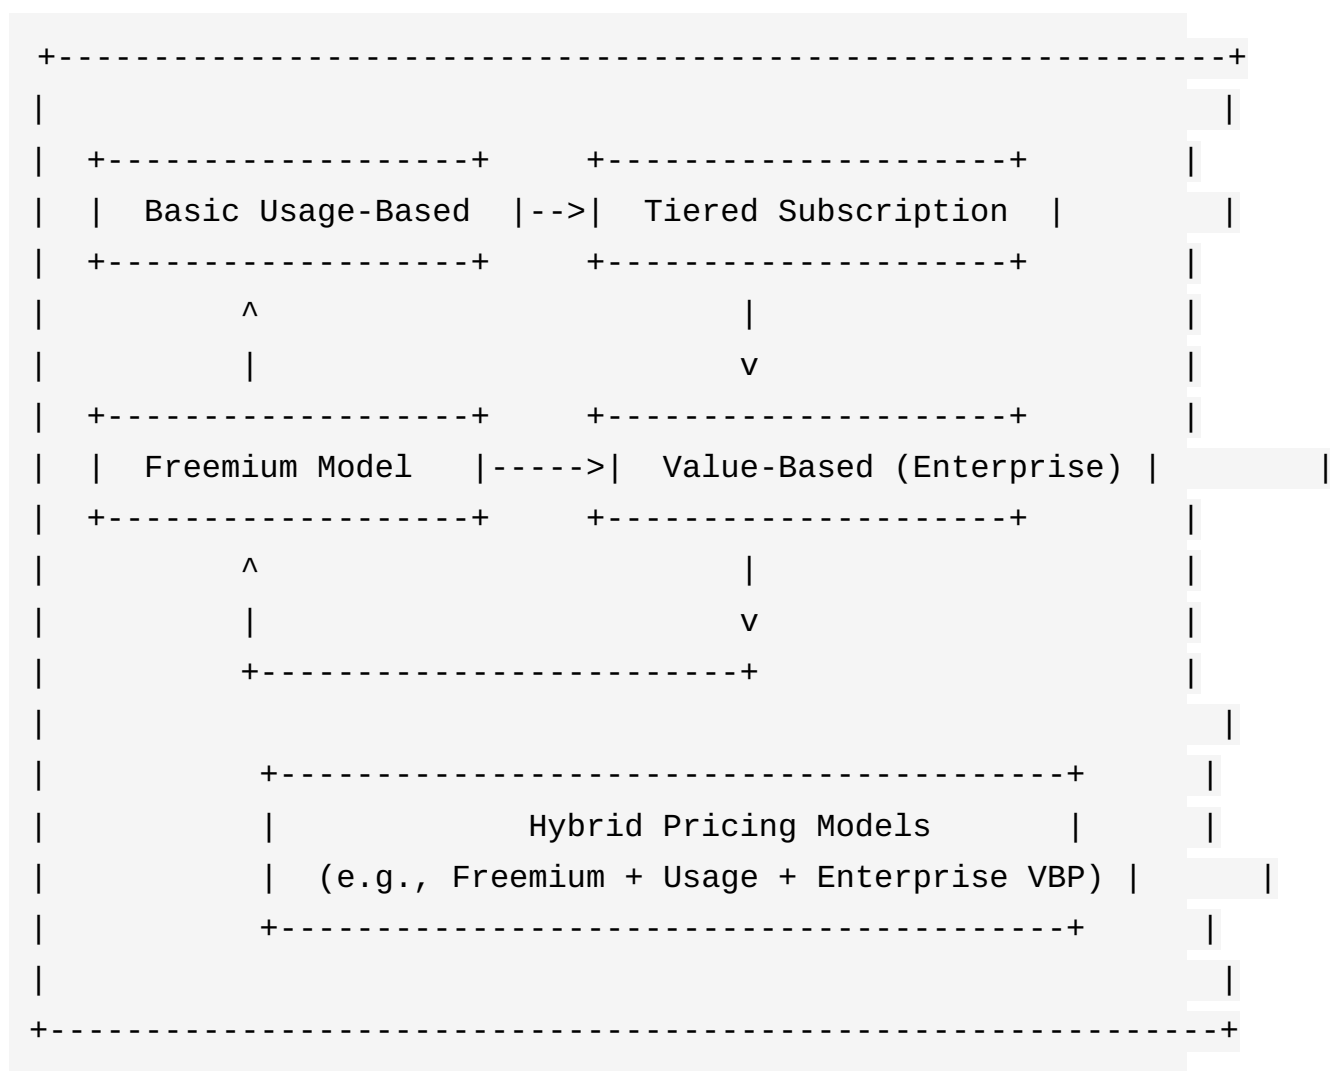 +-------------------------------------------------------------+
|                                                              |
|  +-------------------+     +---------------------+        |
|  |  Basic Usage-Based  |-->|  Tiered Subscription  |        |
|  +-------------------+     +---------------------+        |
|          ^                         |                      |
|          |                         v                      |
|  +-------------------+     +---------------------+        |
|  |  Freemium Model   |----->|  Value-Based (Enterprise) |        |
|  +-------------------+     +---------------------+        |
|          ^                         |                      |
|          |                         v                      |
|          +-------------------------+                      |
|                                                              |
|           +-----------------------------------------+      |
|           |             Hybrid Pricing Models       |      |
|           |  (e.g., Freemium + Usage + Enterprise VBP) |      |
|           +-----------------------------------------+      |
|                                                              |
+-------------------------------------------------------------+